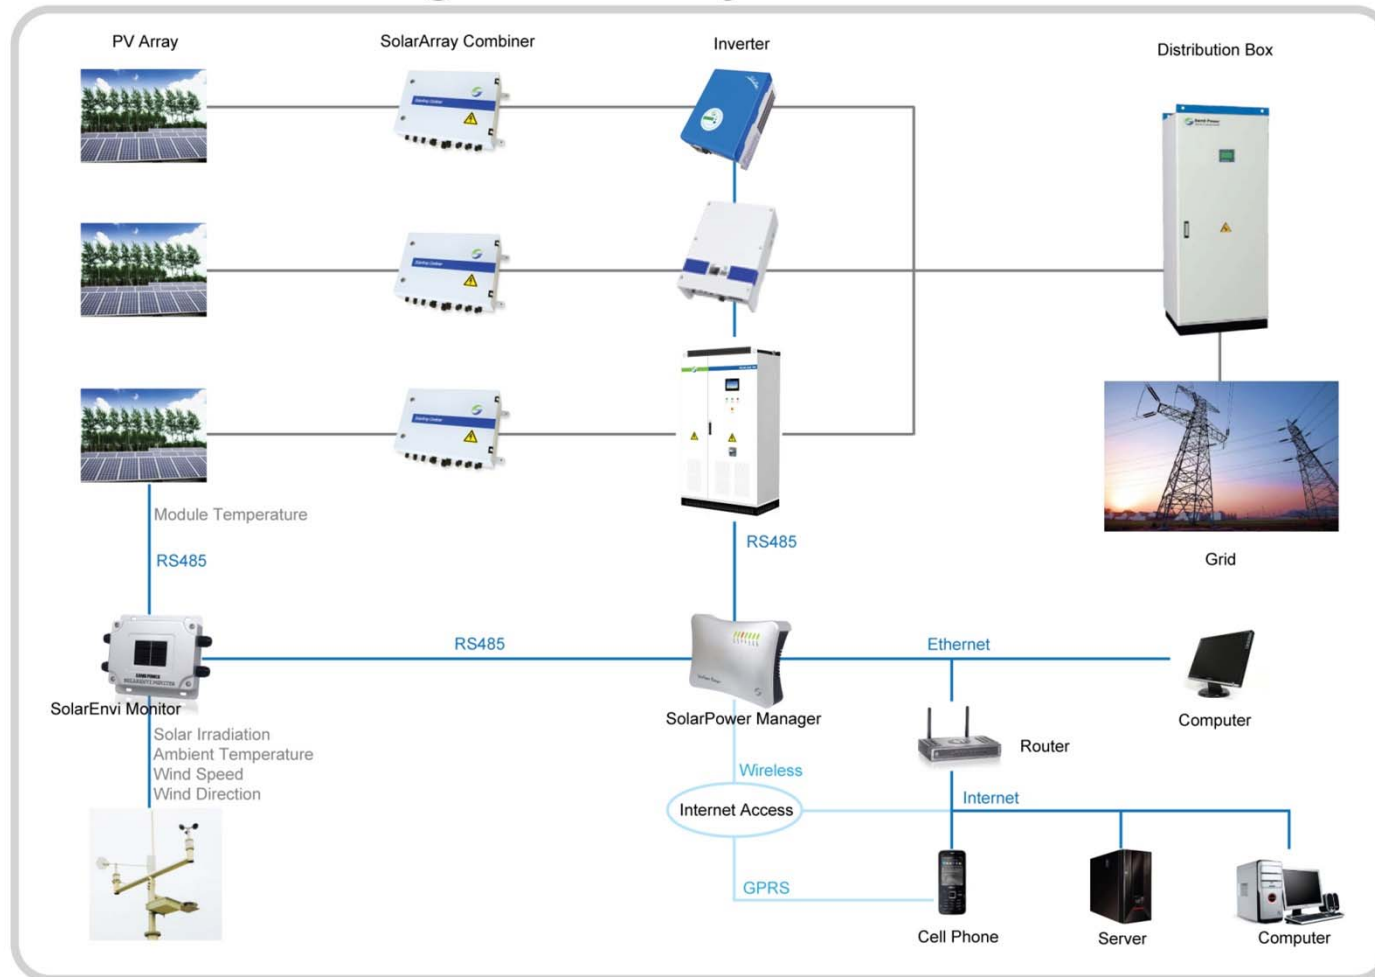 PV Array
SolarArray Combiner
Inverter
Distribution Box
Module Temperature
RS485
RS485
Grid
RS485
Ethernet
SolarEnvi Monitor
SolarPower Manager
Computer
Solar Irradiation
Ambient Temperature
Wind Speed
Wind Direction
Router
Wireless
Internet Access
Internet
GPRS
Cell Phone
Server
Computer